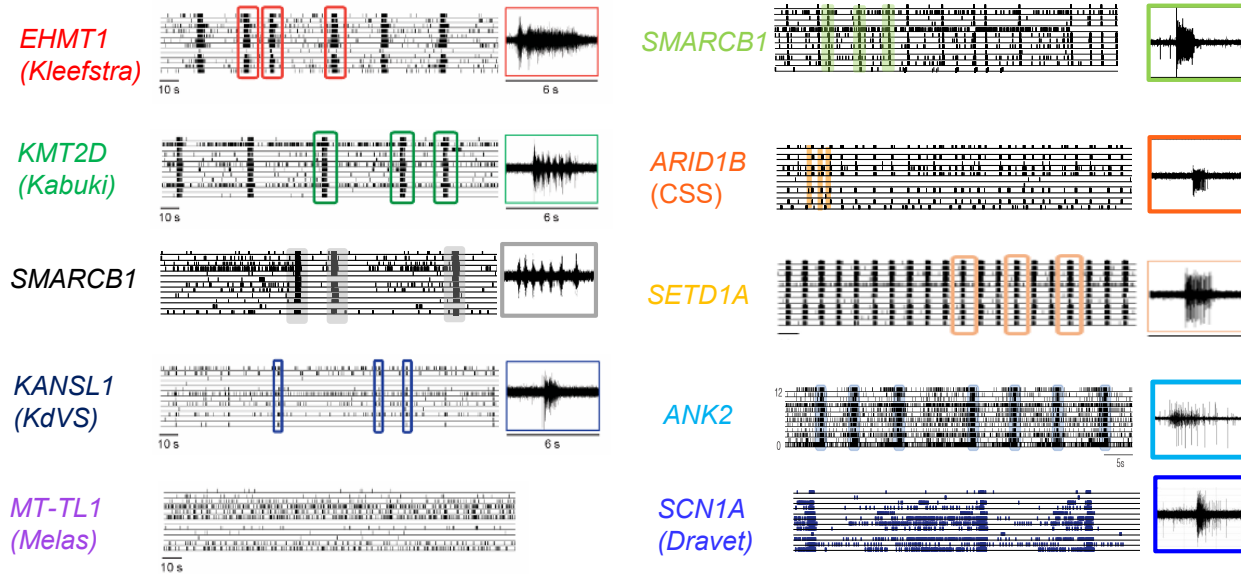 EHMT1
(Kleefstra)
10 s
6 s
KMT2D
(Kabuki)
10 s
6 s
SMARCB1
KANSL1
(KdVS)
10 s
6 s
MT-TL1
(Melas)
10 s
SMARCB1
ARID1B
(CSS)
SETD1A
ANK2
12
0
5s
SCN1A
(Dravet)